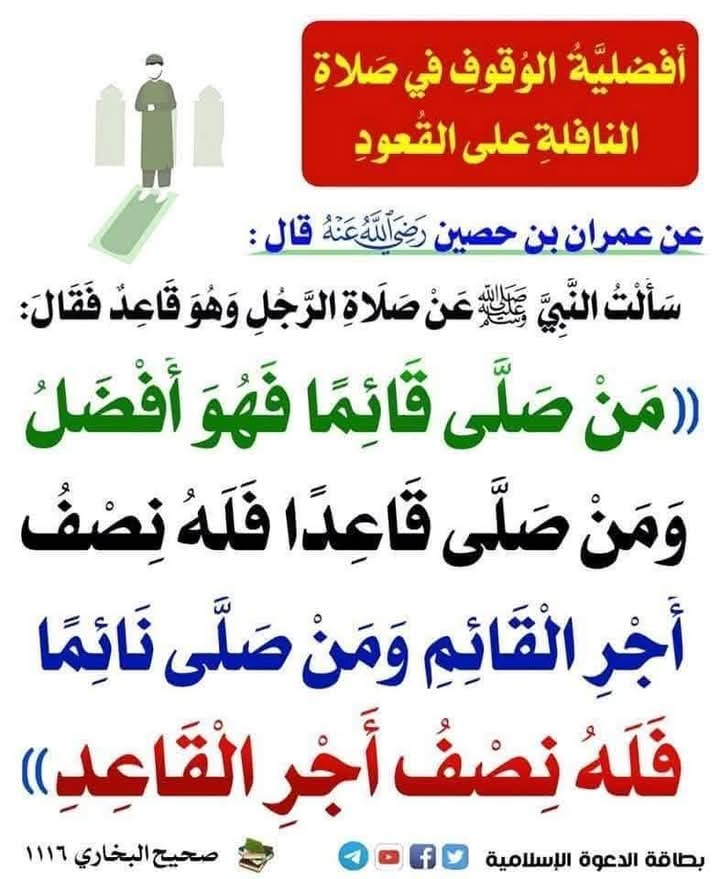 أفضليَّةُ الوُقوفِ في صَلاةِ
النافلةِ على القُعودِ
عن عمران بن حصين رَضِيَ اللَّهُ عَنْهُ قال :
سَأَلْتُ النَّبِيَّ ﷺ عَنْ صَلَاةِ الرَّجُلِ وَهُوَ قَاعِدٌ فَقَالَ:
((مَنْ صَلَّى قَائِمًا فَهُوَ أَفْضَلُ
وَمَنْ صَلَّى قَاعِدًا فَلَهُ نِصْفُ
أَجْرِ الْقَائِمِ وَمَنْ صَلَّى نَائِمًا
فَلَهُ نِصْفُ أَجْرِ الْقَاعِدِ))
بطاقة الدعوة الإسلامية صحيح البخاري ١١١٦